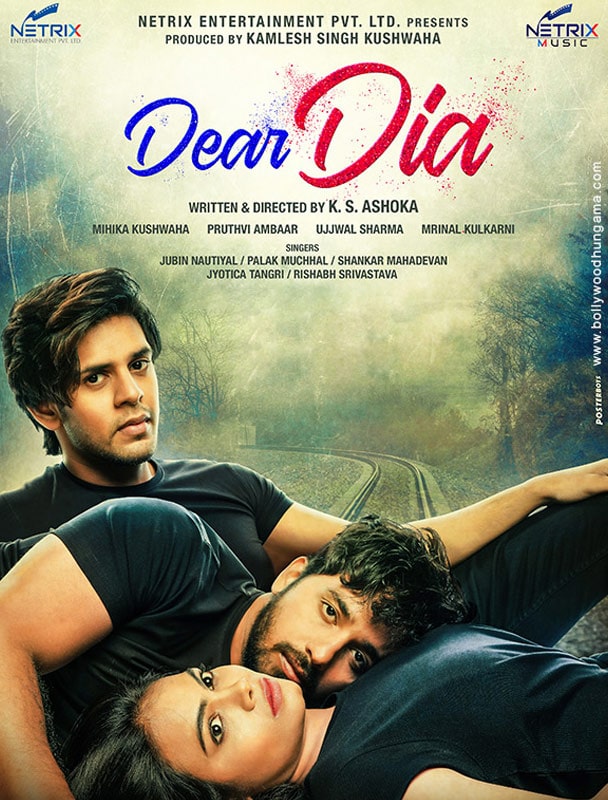 NETRIX
ENTERTAINMENT PVT. LTD.
NETRIX ENTERTAINMENT PVT. LTD. PRESENTS
PRODUCED BY KAMLESH SINGH KUSHWAHA
NETRIX
MUSIC
Dear Dia
WRITTEN & DIRECTED BY K. S. ASHOKA
MIHIKA KUSHWAHA PRUTHVI AMBAAR UJJWAL SHARMA MRINAL KULKARNI
SINGERS
JUBIN NAUTIYAL / PALAK MUCHHAL / SHANKAR MAHADEVAN
JYOTICA TANGRI / RISHABH SRIVASTAVA
www.bollywoodhungama.com
POSTERBOYS